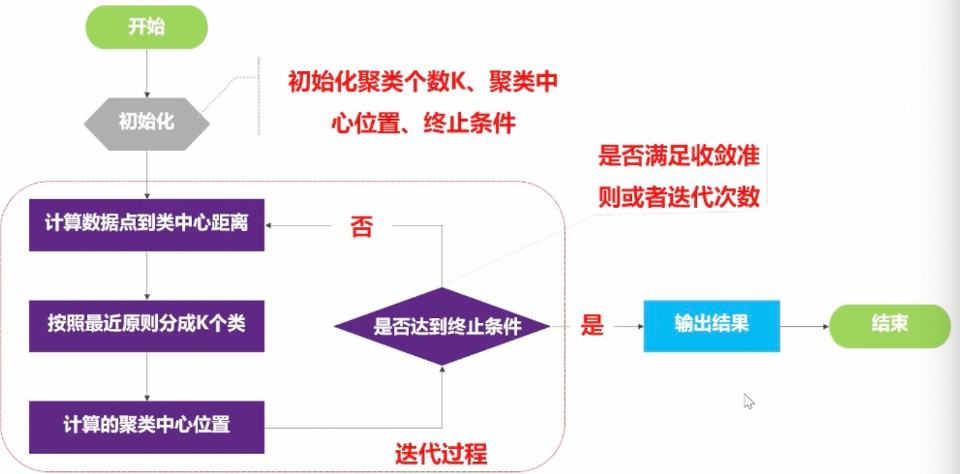 开始
初始化
初始化聚类个数K、聚类中
心位置、终止条件
是否满足收敛准
则或者迭代次数
计算数据点到类中心距离
否
按照最近原则分成K个类
是否达到终止条件
是
输出结果
结束
计算的聚类中心位置
迭代过程